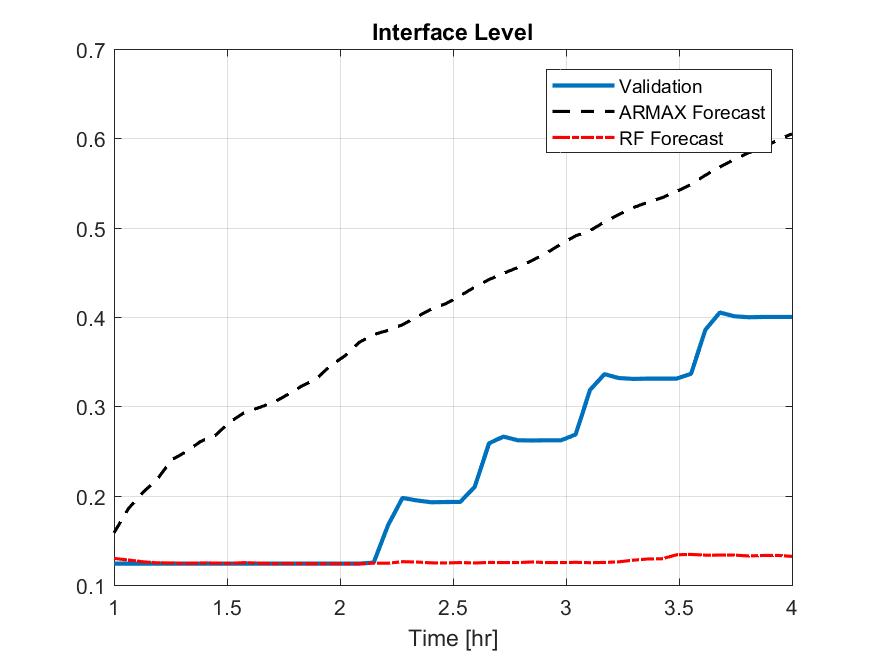 Interface Level
0.7
0.6
0.5
0.4
0.3
0.2
0.1
Validation
ARMAX Forecast
RF Forecast
1 1.5 2 2.5 3 3.5 4
Time [hr]